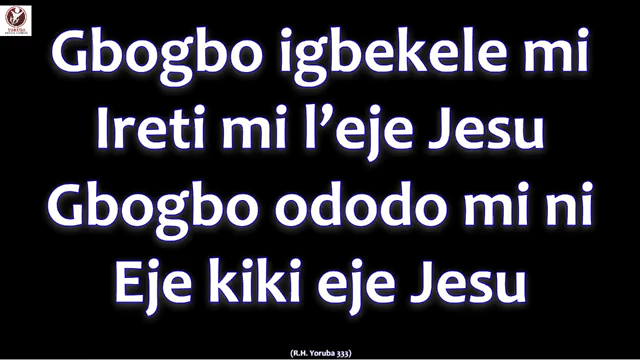 Gbogbo igbekele mi
Ireti mi l’eje Jesu
Gbogbo ododo mi ni
Eje kiki eje Jesu
(R.H. Yoruba 333)